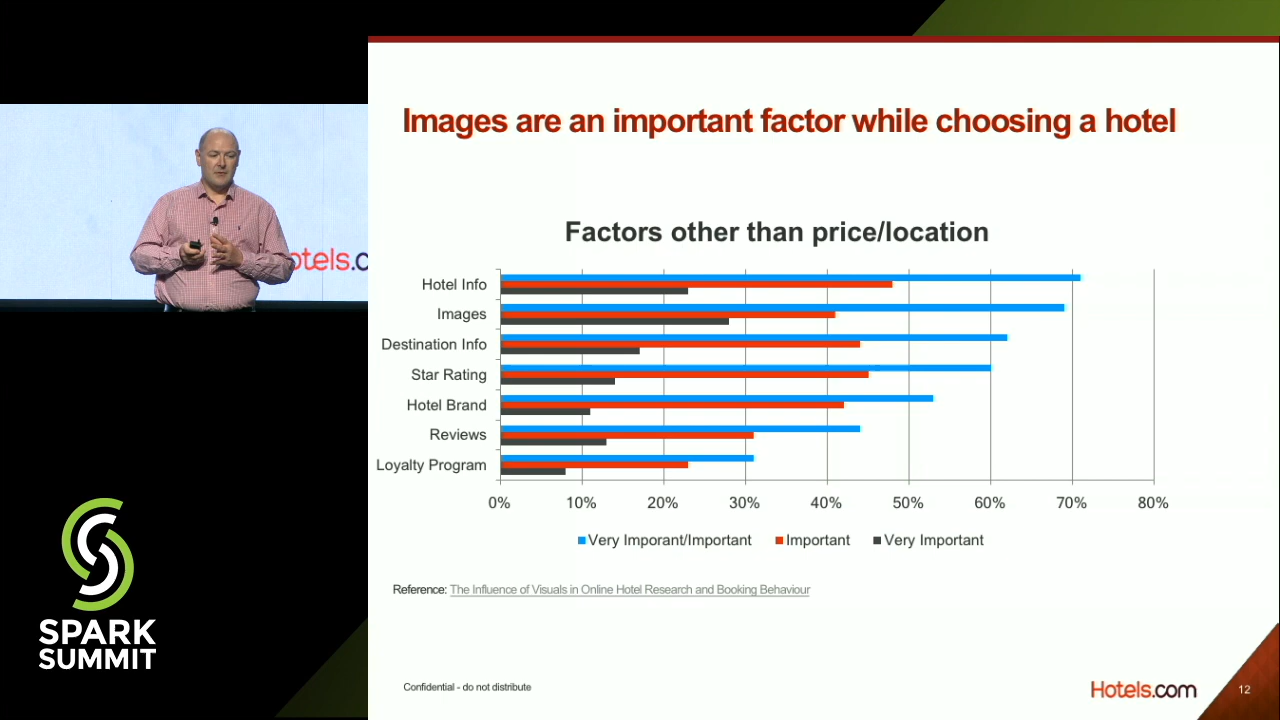 Images are an important factor while choosing a hotel
Factors other than price/location
Hotel Info
Images
Destination Info
Star Rating
Hotel Brand
Reviews
Loyalty Program
0% 10% 20% 30% 40% 50% 60% 70% 80%
Very Imporant/Important Important Very Important
Reference: The Influence of Visuals in Online Hotel Research and Booking Behaviour
Confidential - do not distribute
Hotels.com
12
otels.c
SPARK
SUMMIT